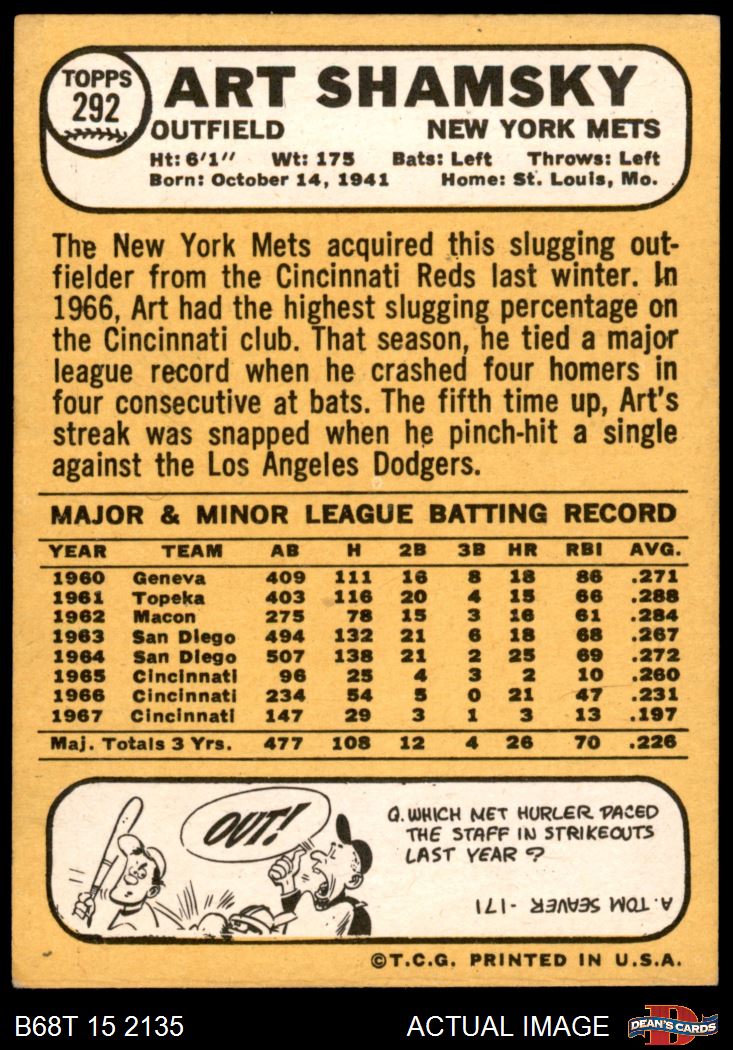 TOPPS
292
ART SHAMSKY
OUTFIELD NEW YORK METS
Ht: 6'1" Wt: 175 Bats: Left Throws: Left
Born: October 14, 1941 Home: St. Louis, Mo.
The New York Mets acquired this slugging out-
fielder from the Cincinnati Reds last winter. In
1966, Art had the highest slugging percentage on
the Cincinnati club. That season, he tied a major
league record when he crashed four homers in
four consecutive at bats. The fifth time up, Art's
streak was snapped when he pinch-hit a single
against the Los Angeles Dodgers.
MAJOR & MINOR LEAGUE BATTING RECORD
YEAR TEAM AB H 2B 3B HR RBI AVG.
1960 Geneva 409 111 16 8 18 86 .271
1961 Topeka 403 116 20 4 15 66 .288
1962 Macon 275 78 15 3 16 61 .284
1963 San Diego 494 132 21 6 18 68 .267
1964 San Diego 507 138 21 2 25 69 .272
1965 Cincinnati 96 25 4 3 2 10 .260
1966 Cincinnati 234 54 5 0 21 47 .231
1967 Cincinnati 147 29 3 1 3 13 .197
Maj. Totals 3 Yrs. 477 108 12 4 26 70 .226
OUT!
Q. WHICH MET HURLER PACED
THE STAFF IN STRIKEOUTS
LAST YEAR?
A. TOM SEAVER - 171
©T.C.G. PRINTED IN U.S.A.
B68T 15 2135 ACTUAL IMAGE
D
DEAN'S CARDS